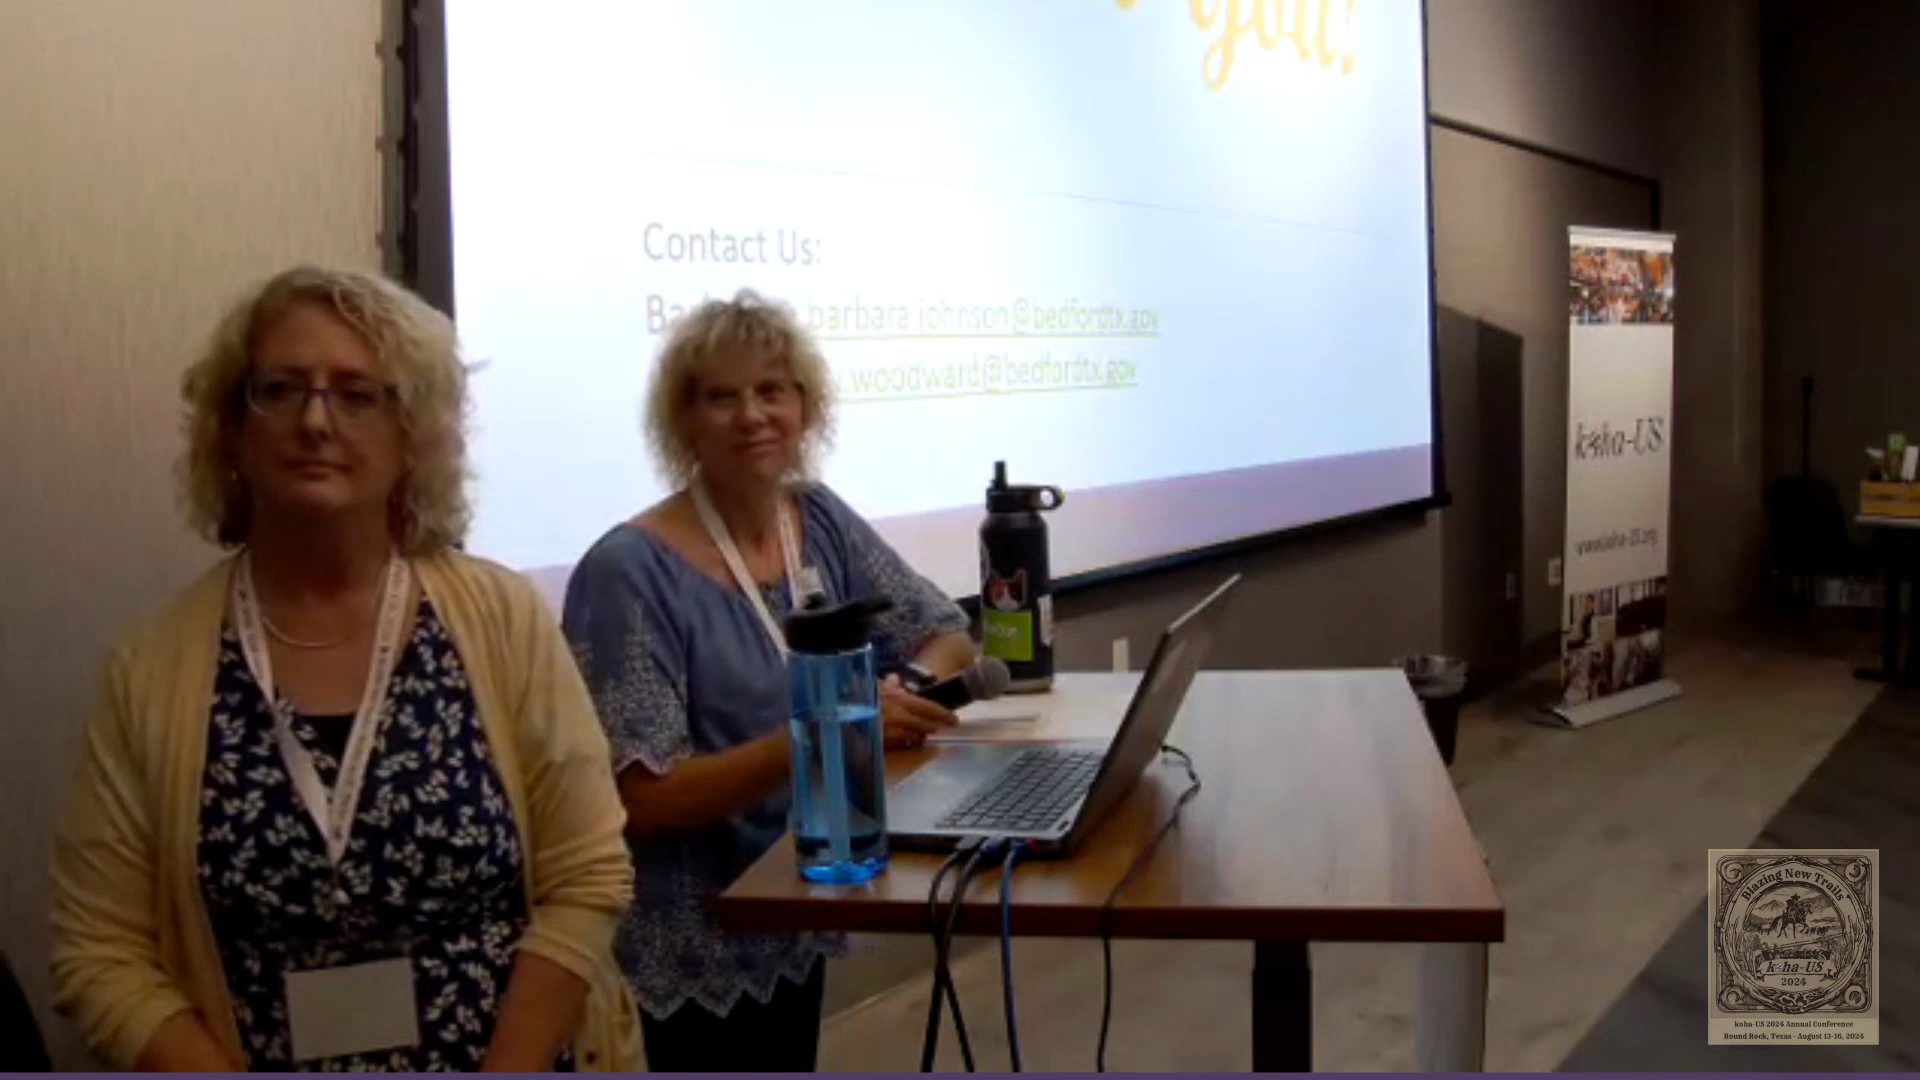 you!
Contact Us:
barbara.johnson@bedfordtx.gov
.woodward@bedfordtx.gov
koha-US
www.koha-US.org
Blazing New Trails
koha-US
2024
koha-US 2024 Annual Conference
Round Rock, Texas - August 13-16, 2024